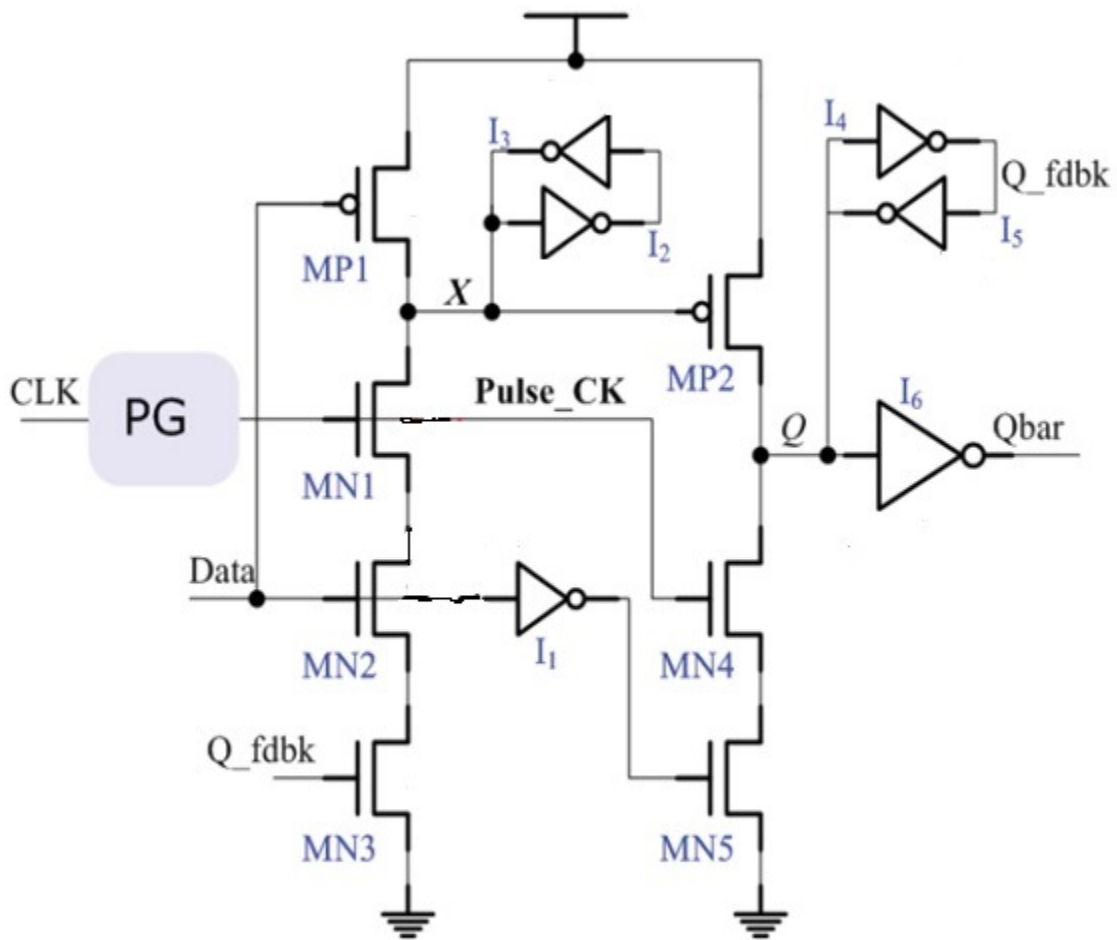 I3
I4
Q_fdbk
I2
I5
MP1
X
MP2
CLK
PG
Pulse_CK
Q
I6
Qbar
MN1
Data
I1
MN2
MN4
Q_fdbk
MN3
MN5